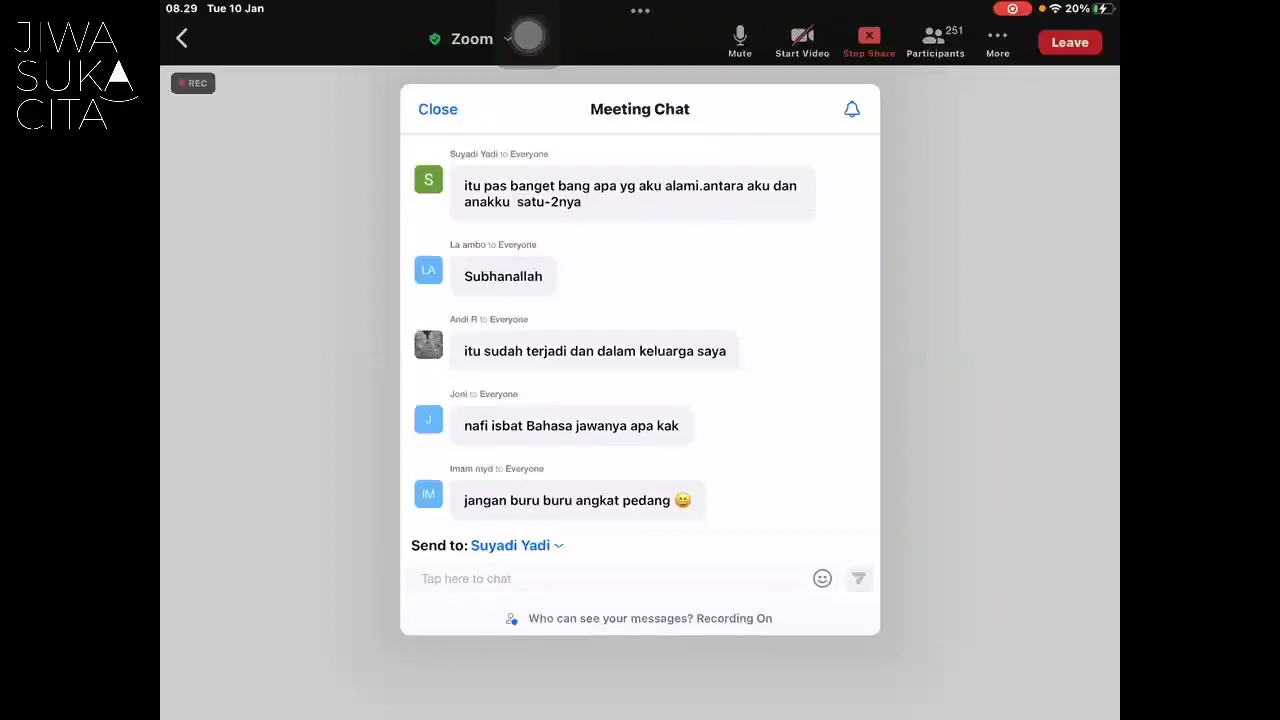 JIWA
SUKA
CITA
08.29 Tue 10 Jan
20%
Zoom
Mute
Start Video
Stop Share
Participants
251
More
Leave
REC
Close
Meeting Chat
Suyadi Yadi to Everyone
S
itu pas banget bang apa yg aku alami.antara aku dan
anakku satu-2nya
La ambo to Everyone
LA
Subhanallah
Andi R to Everyone
itu sudah terjadi dan dalam keluarga saya
Joni to Everyone
J
nafi isbat Bahasa jawanya apa kak
Imam myd to Everyone
IM
jangan buru buru angkat pedang 😄
Send to: Suyadi Yadi
Tap here to chat
Who can see your messages? Recording On